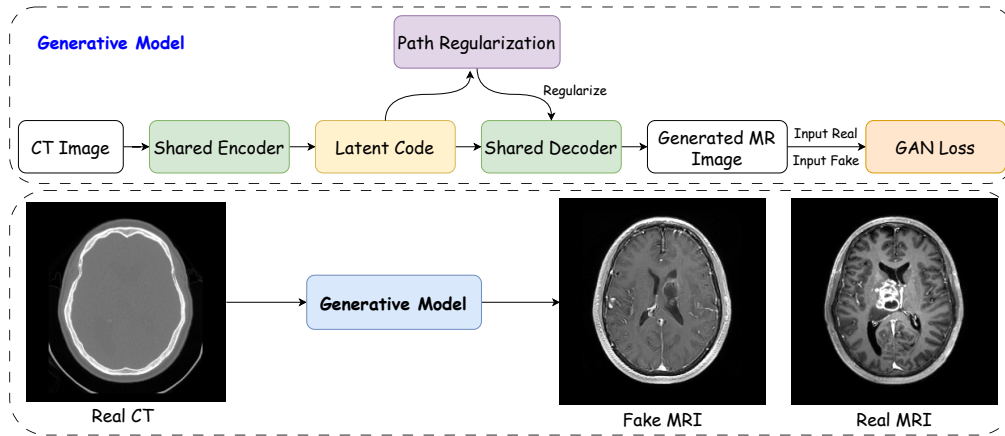 Generative Model
Path Regularization
Regularize
CT Image
Shared Encoder
Latent Code
Shared Decoder
Generated MR
Image
Input Real
Input Fake
GAN Loss
Generative Model
Real CT
Fake MRI
Real MRI